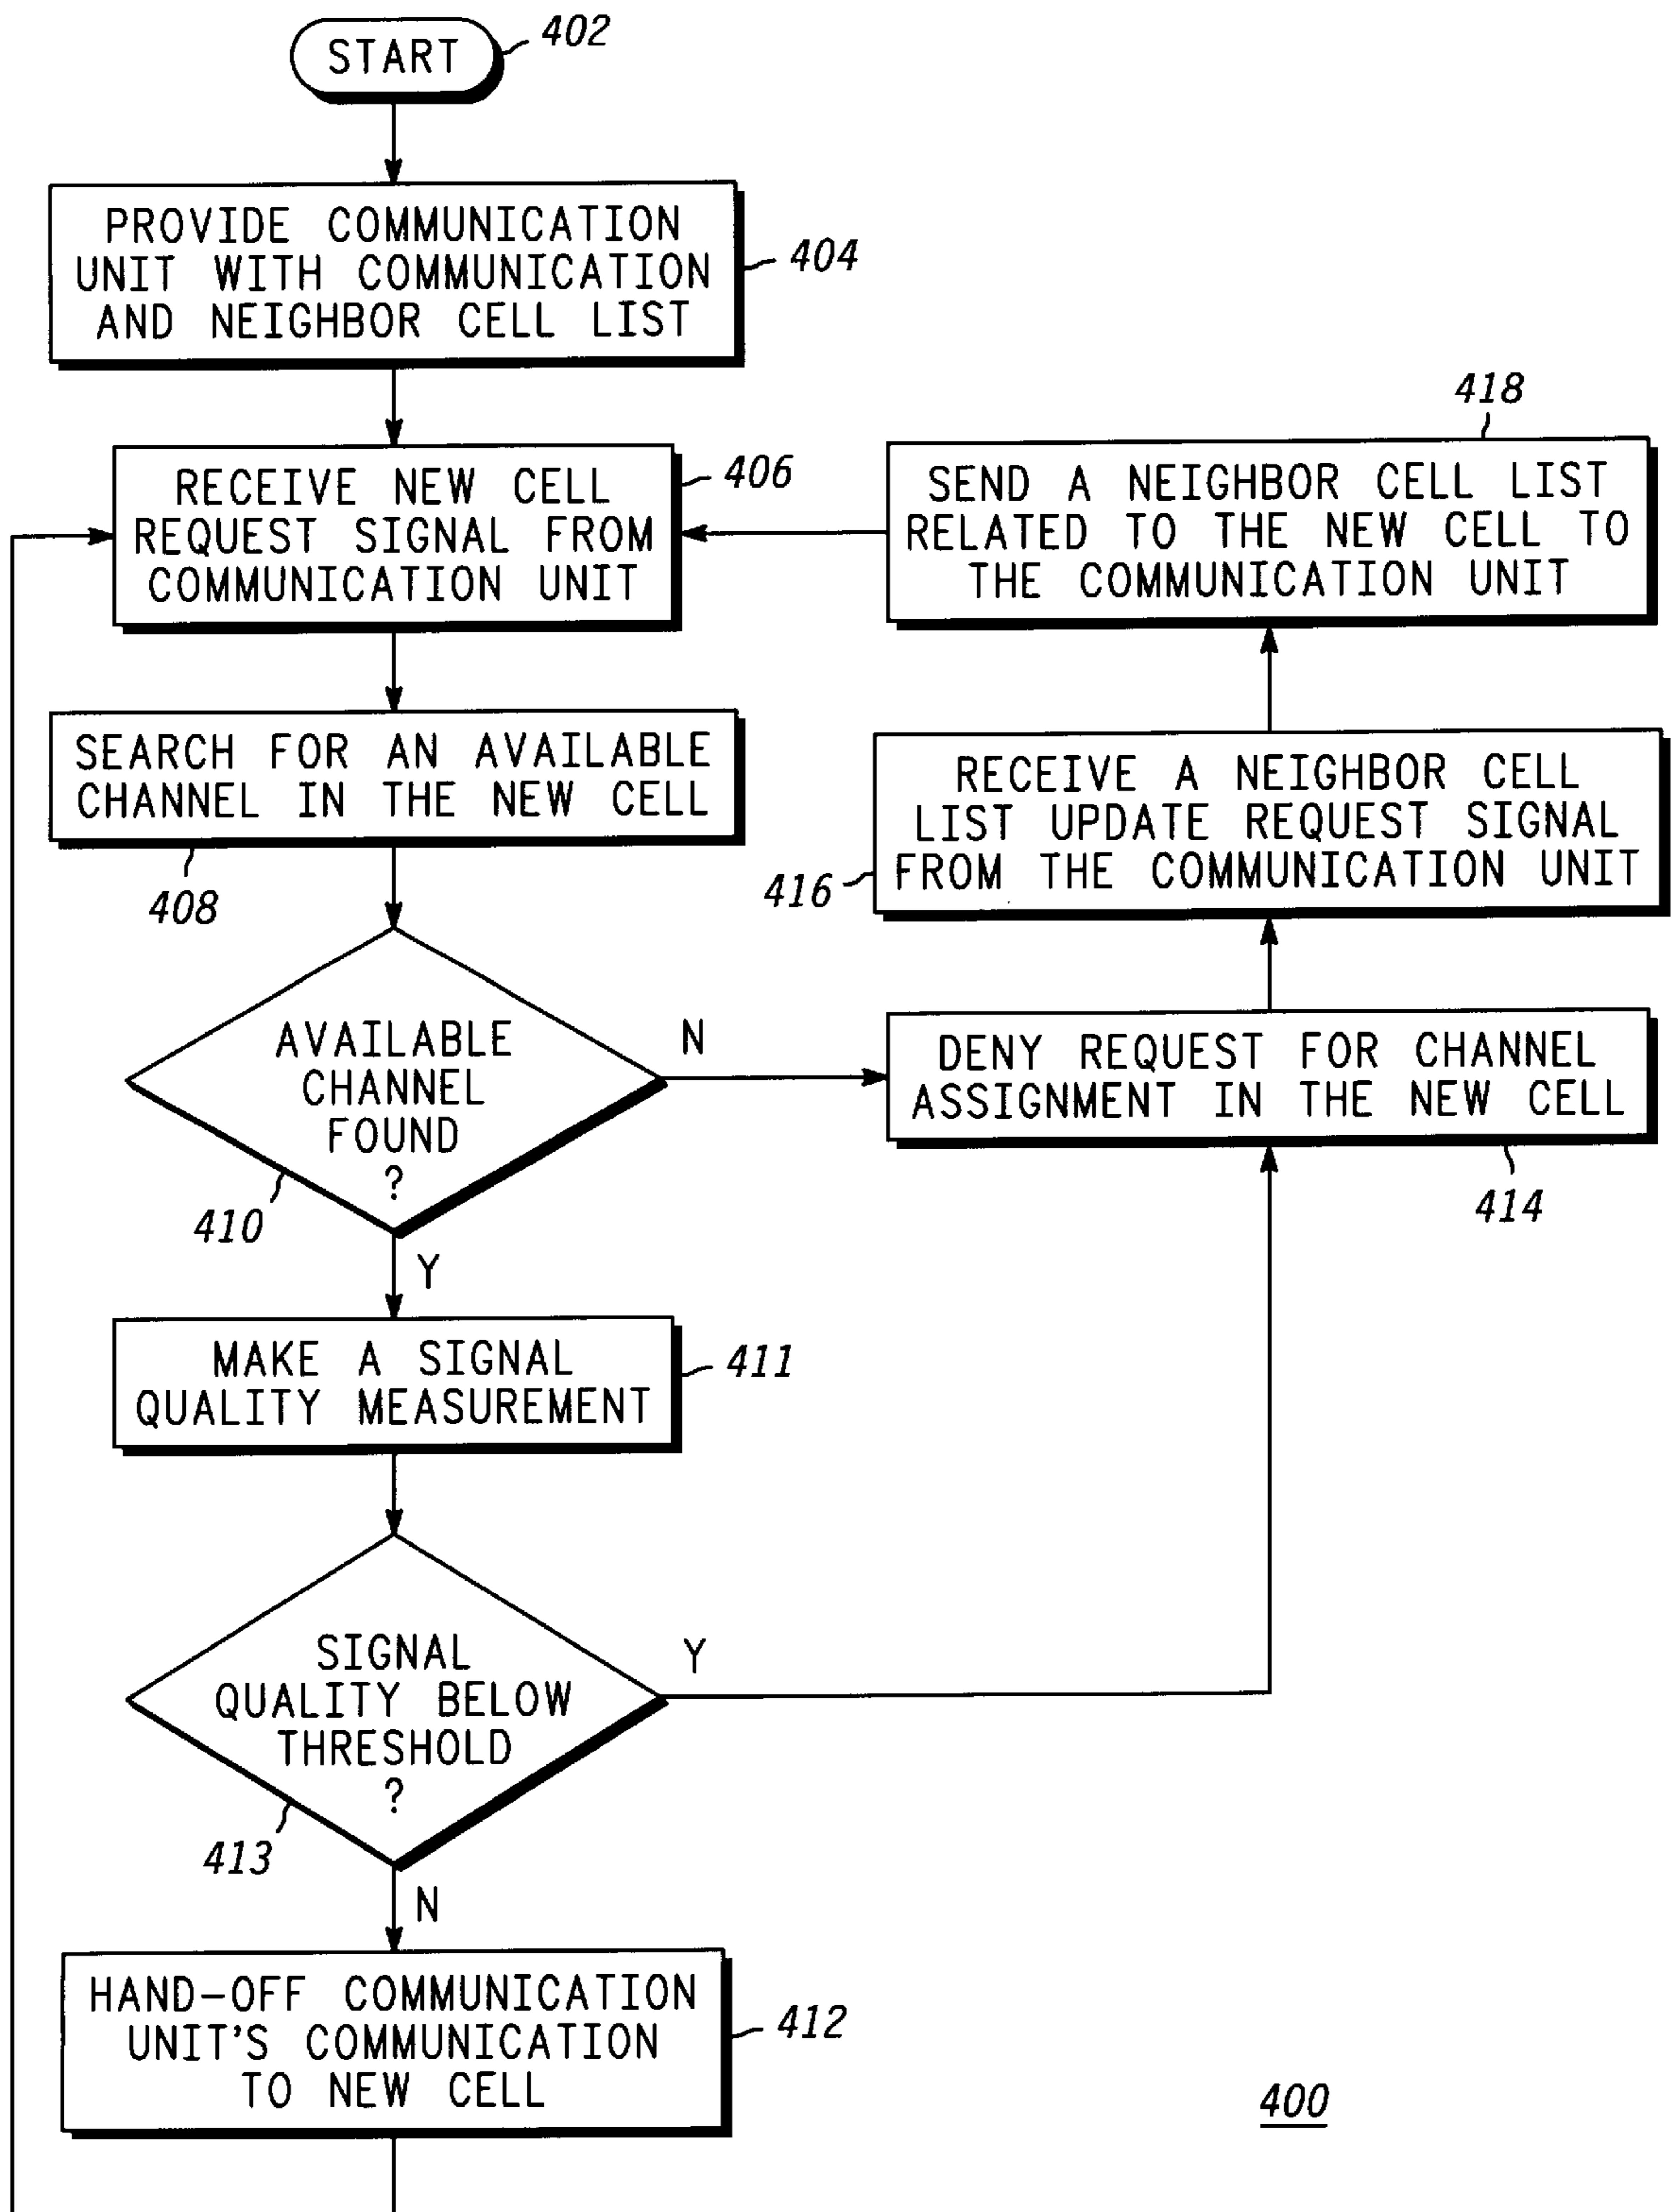 START
402
PROVIDE COMMUNICATION
UNIT WITH COMMUNICATION
AND NEIGHBOR CELL LIST
404
RECEIVE NEW CELL
REQUEST SIGNAL FROM
COMMUNICATION UNIT
406
SEARCH FOR AN AVAILABLE
CHANNEL IN THE NEW CELL
408
AVAILABLE
CHANNEL
FOUND
?
410
N
Y
MAKE A SIGNAL
QUALITY MEASUREMENT
411
SIGNAL
QUALITY BELOW
THRESHOLD
?
413
Y
N
HAND-OFF COMMUNICATION
UNIT'S COMMUNICATION
TO NEW CELL
412
418
SEND A NEIGHBOR CELL LIST
RELATED TO THE NEW CELL TO
THE COMMUNICATION UNIT
RECEIVE A NEIGHBOR CELL
LIST UPDATE REQUEST SIGNAL
FROM THE COMMUNICATION UNIT
416
DENY REQUEST FOR CHANNEL
ASSIGNMENT IN THE NEW CELL
414
400